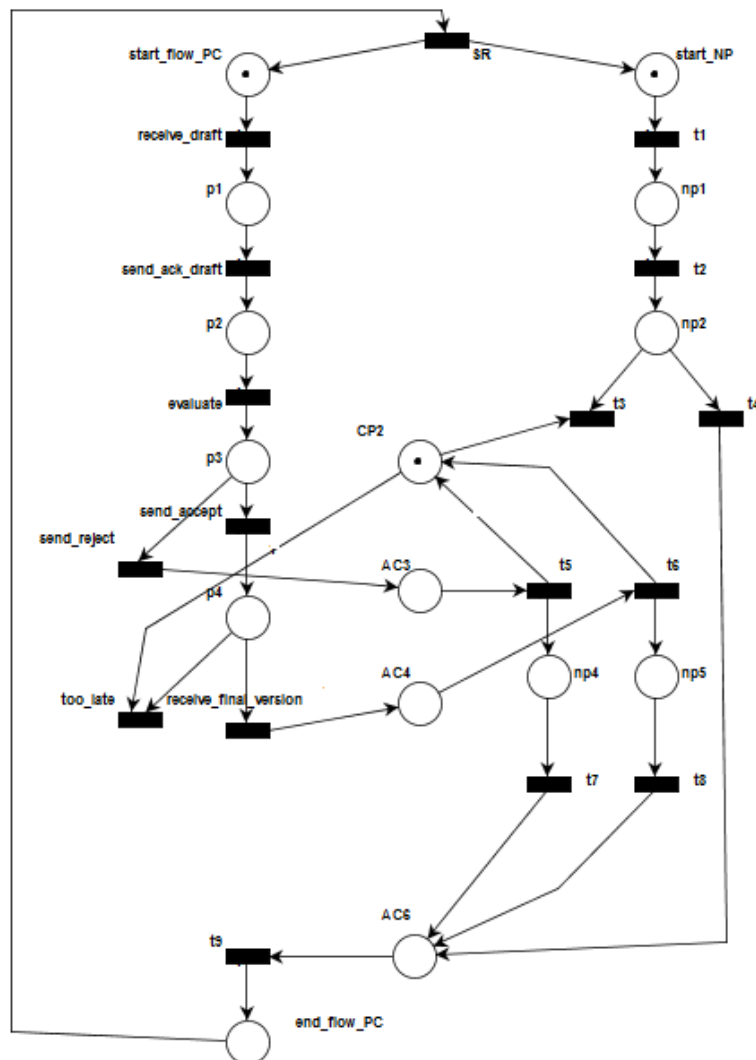 SR
start_flow_PC
start_NP
receive_draft
t1
p1
np1
send_ack_draft
t2
p2
np2
evaluate
t3
t4
CP2
p3
send_accept
send_reject
AC3
t5
t6
p4
AC4
np4
np5
too_late
receive_final_version
t7
t8
AC6
t9
end_flow_PC